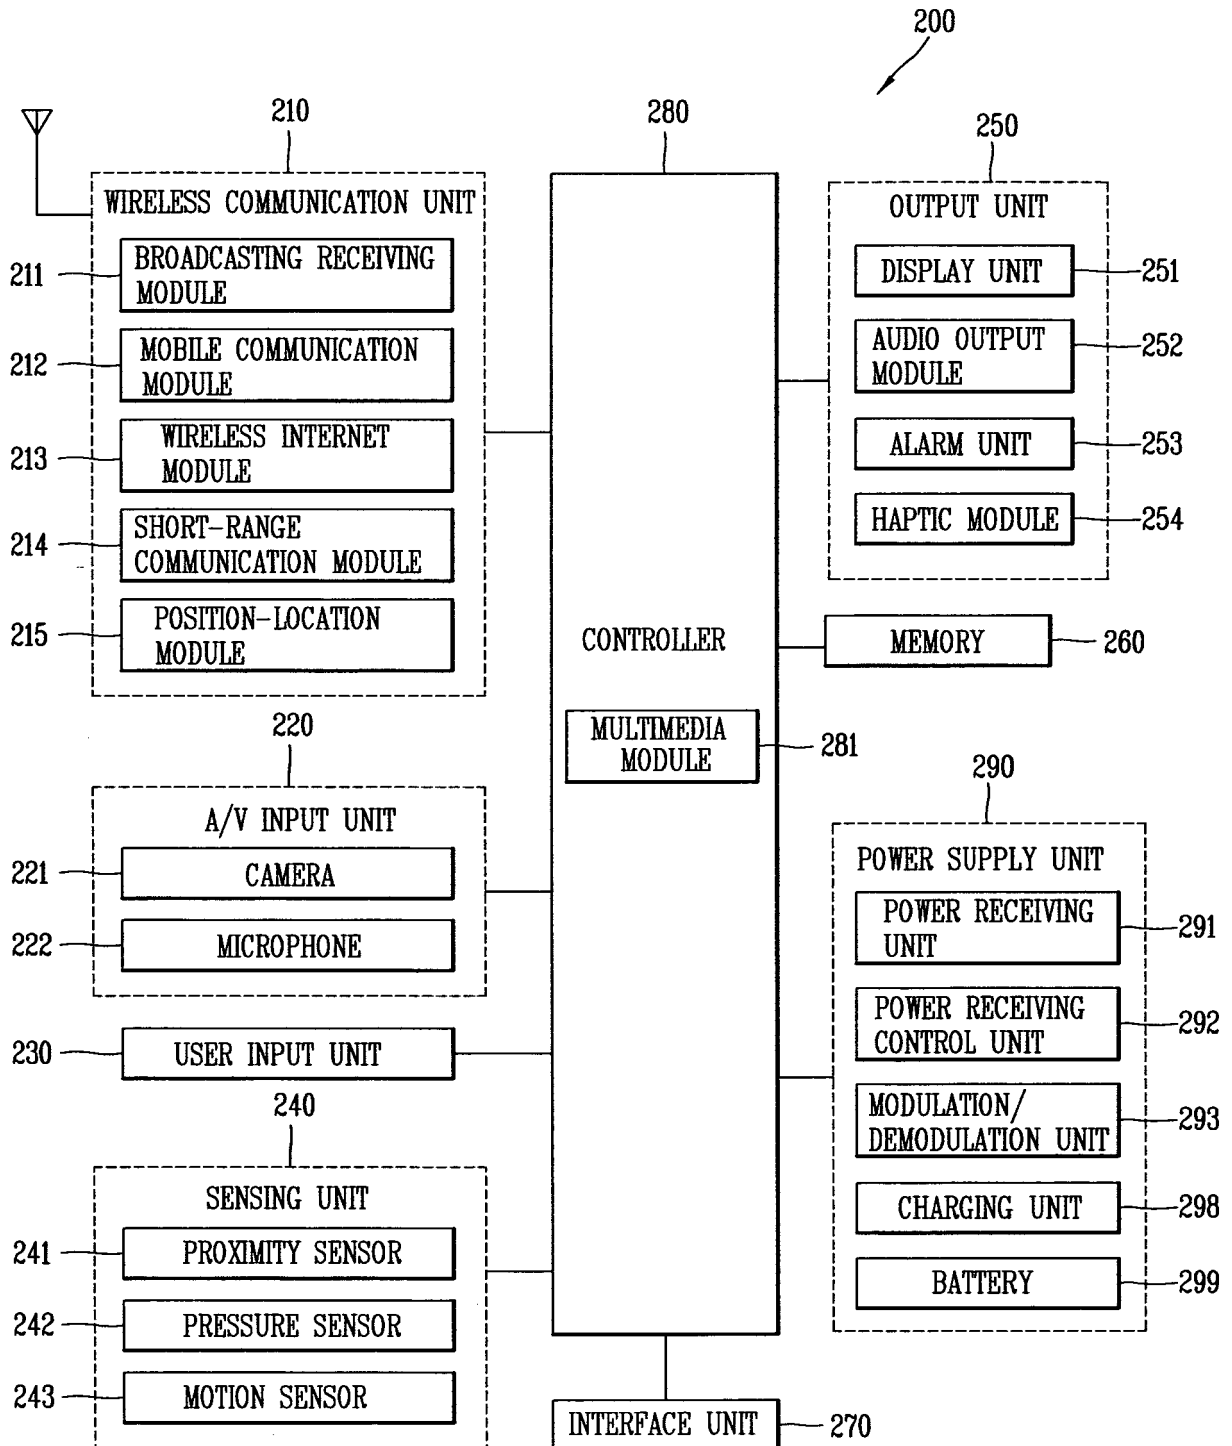 200
210
280
250
WIRELESS COMMUNICATION UNIT
211
BROADCASTING RECEIVING
MODULE
212
MOBILE COMMUNICATION
MODULE
213
WIRELESS INTERNET
MODULE
214
SHORT-RANGE
COMMUNICATION MODULE
215
POSITION-LOCATION
MODULE
220
A/V INPUT UNIT
221
CAMERA
222
MICROPHONE
230
USER INPUT UNIT
240
SENSING UNIT
241
PROXIMITY SENSOR
242
PRESSURE SENSOR
243
MOTION SENSOR
CONTROLLER
MULTIMEDIA
MODULE
281
INTERFACE UNIT
270
OUTPUT UNIT
DISPLAY UNIT
251
AUDIO OUTPUT
MODULE
252
ALARM UNIT
253
HAPTIC MODULE
254
MEMORY
260
290
POWER SUPPLY UNIT
POWER RECEIVING
UNIT
291
POWER RECEIVING
CONTROL UNIT
292
MODULATION/
DEMODULATION UNIT
293
CHARGING UNIT
298
BATTERY
299